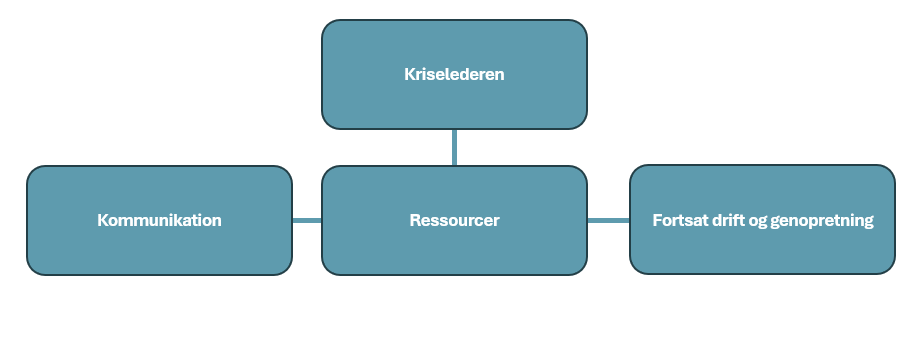 Kriselederen
Kommunikation
Ressourcer
Fortsat drift og genopretning